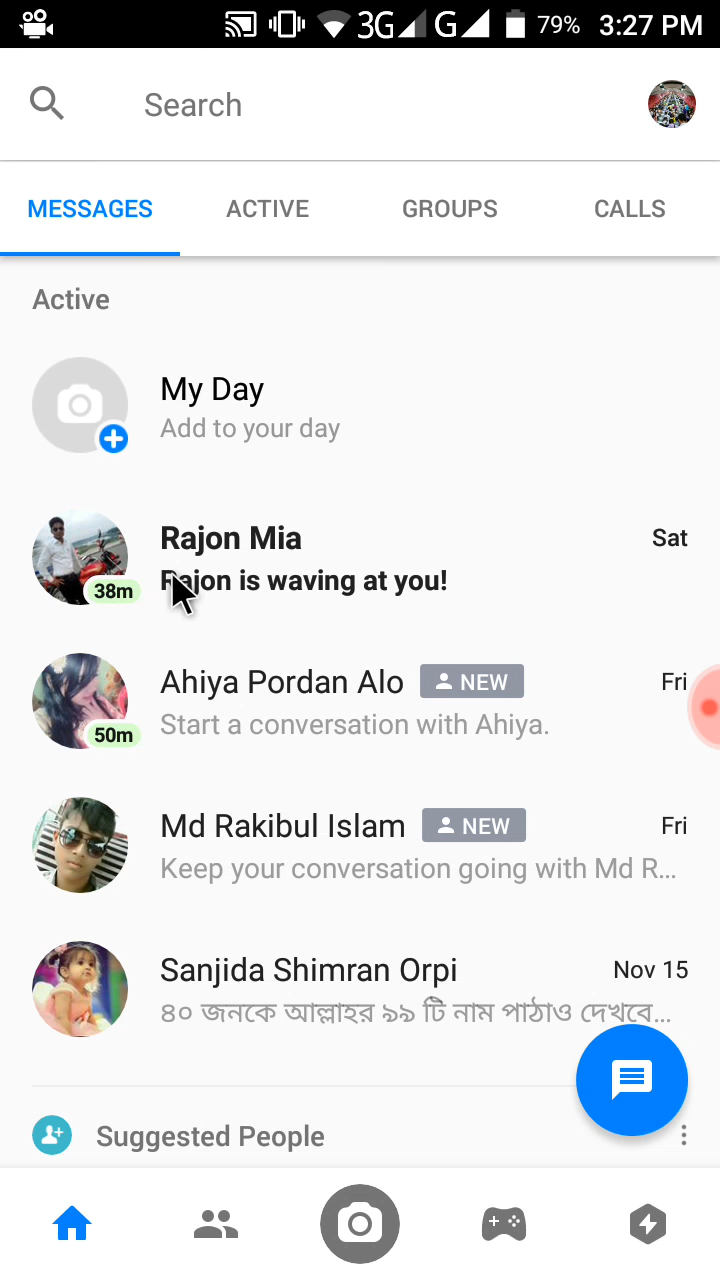 3G G 79% 3:27 PM
Search
MESSAGES ACTIVE GROUPS CALLS
Active
My Day
Add to your day
Rajon Mia Sat
38m Rajon is waving at you!
Ahiya Pordan Alo NEW Fri
50m Start a conversation with Ahiya.
Md Rakibul Islam NEW Fri
Keep your conversation going with Md R...
Sanjida Shimran Orpi Nov 15
৪০ জনকে আল্লাহর ৯৯ টি নাম পাঠাও দেখবে...
Suggested People